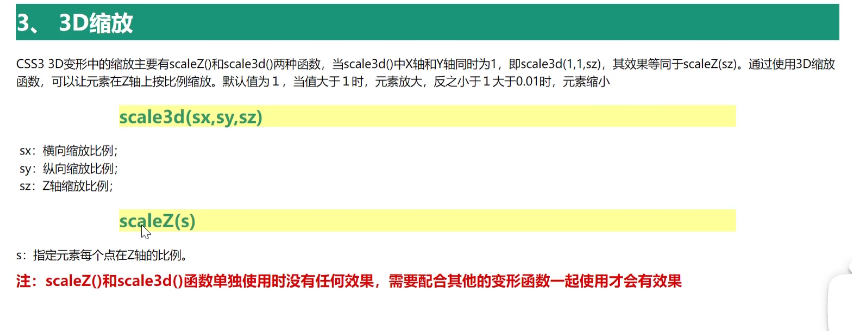 3、 3D缩放
CSS3 3D变形中的缩放主要有scaleZ()和scale3d()两种函数，当scale3d()中X轴和Y轴同时为1，即scale3d(1,1,sz)，其效果等同于scaleZ(sz)。通过使用3D缩放
函数，可以让元素在Z轴上按比例缩放。默认值为１，当值大于１时，元素放大，反之小于１大于0.01时，元素缩小
scale3d(sx,sy,sz)
sx：横向缩放比例；
sy：纵向缩放比例；
sz：Z轴缩放比例；
scaleZ(s)
s：指定元素每个点在Z轴的比例。
注：scaleZ()和scale3d()函数单独使用时没有任何效果，需要配合其他的变形函数一起使用才会有效果